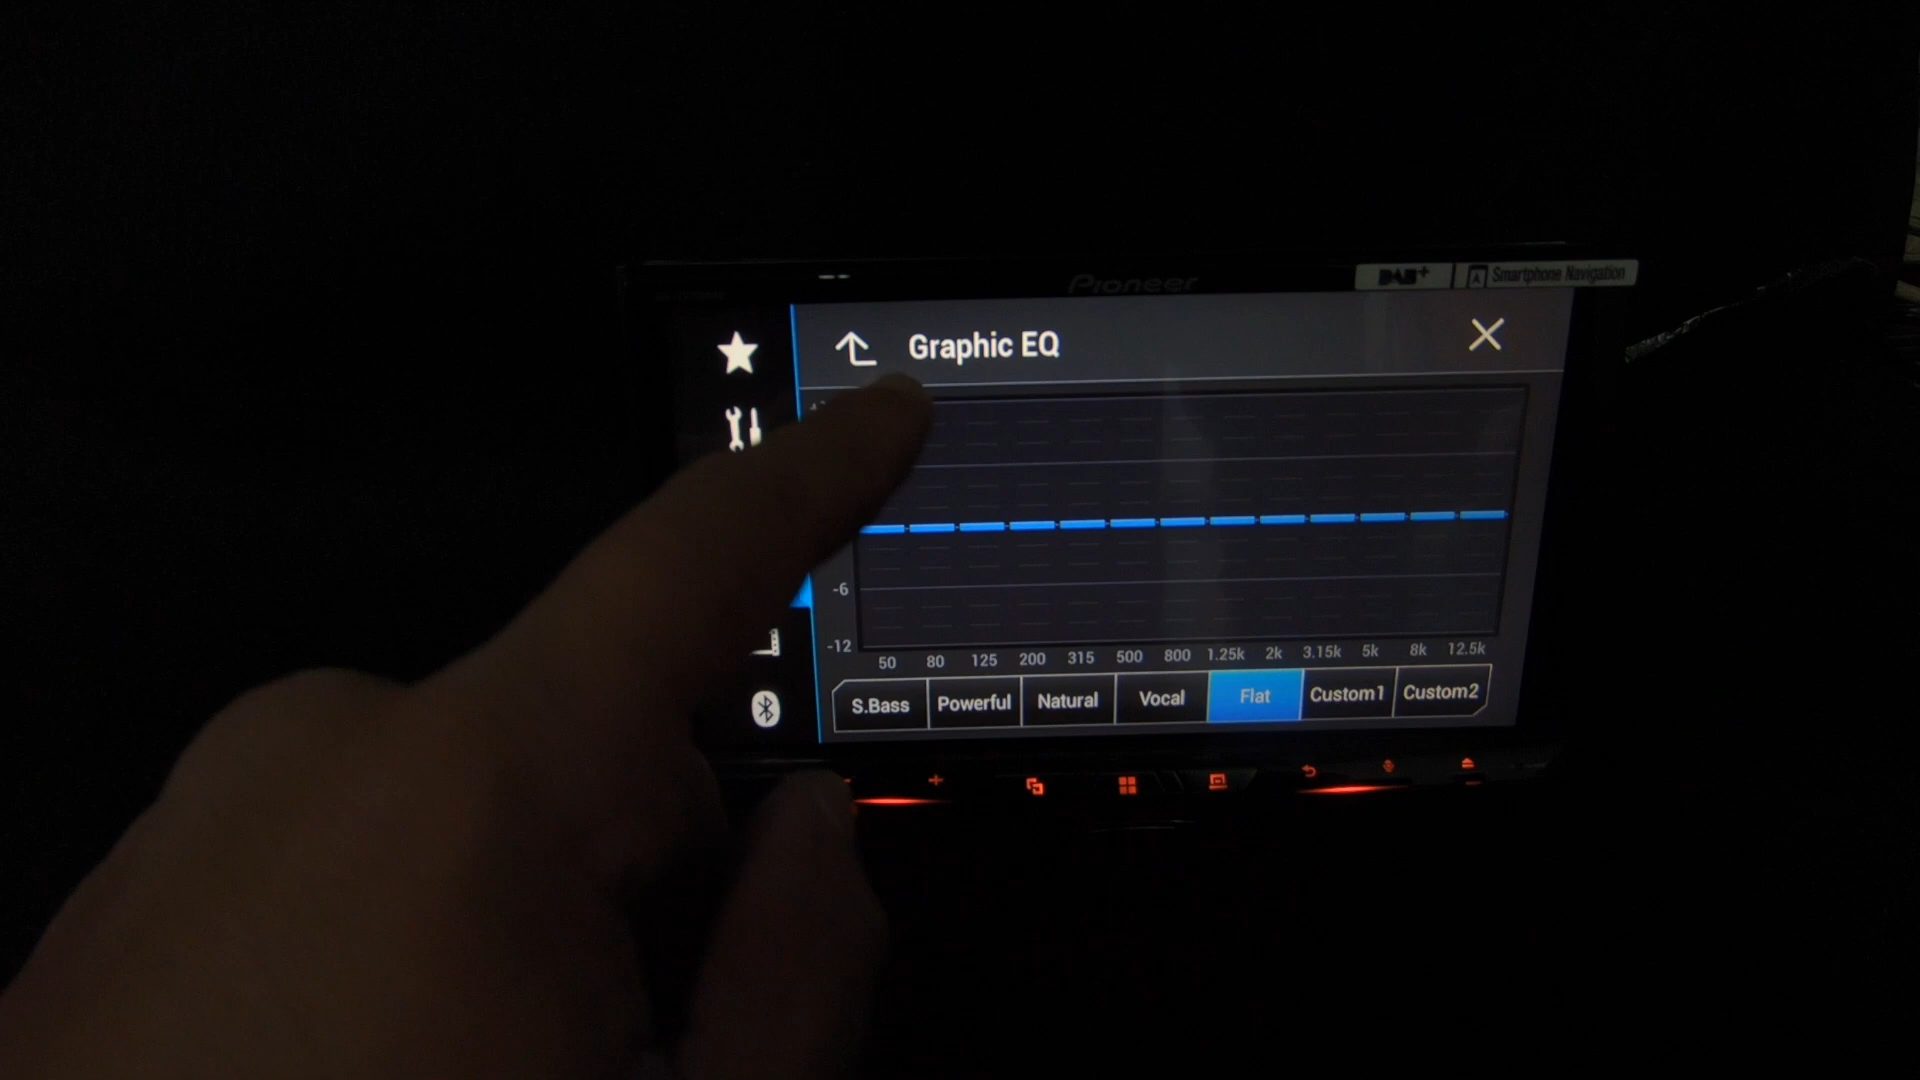 Pioneer
DAB+
Smartphone Navigation
Graphic EQ
-6
-12
50 80 125 200 315 500 800 1.25k 2k 3.15k 5k 8k 12.5k
S.Bass Powerful Natural Vocal Flat Custom1 Custom2